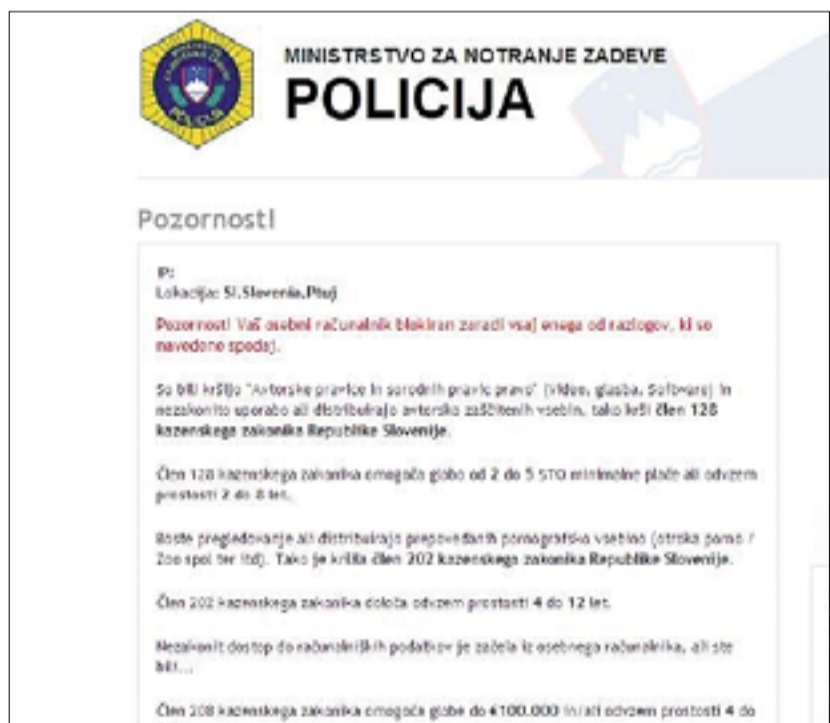 MINISTRSTVO ZA NOTRANJE ZADEVE
POLICIJA
POLICIJA
Pozornost!
IP:
Lokacija: SI,Slovenia,Ptuj
Pozornost! Vaš osebni računalnik blokiran zaradi vsaj enega od razlogov, ki so
navedeno spodaj.
So bili kršijo "Avtorske pravice in sorodnih pravic pravo" (Video, glasba, Software) in
nezakonito uporabo ali distribuirajo avtorsko zaščitenih vsebin, tako krši člen 128
kazenskega zakonika Republike Slovenije.
Člen 128 kazenskega zakonika omogoča globo od 2 do 5 STO minimalne plače ali odvzem
prostosti 2 do 8 let.
Boste pregledovanje ali distribuirajo prepovedanih pornografsko vsebino (otroka porno /
Zoo spol ter itd). Tako je kršila člen 202 kazenskega zakonika Republike Slovenije.
Člen 202 kazenskega zakonika določa odvzem prostosti 4 do 12 let.
Nezakonit dostop do računalniških podatkov je začela iz osebnega računalnika, ali ste
bili...
Člen 208 kazenskega zakonika omogoča globe do €100.000 in/ali odvzem prostosti 4 do